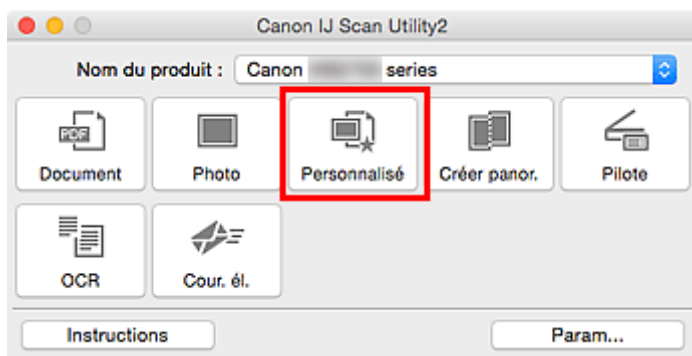 Canon IJ Scan Utility2
Nom du produit : Canon series
PDF
Document Photo Personnalisé Créer panor. Pilote
OCR Cour. él.
Instructions Param...